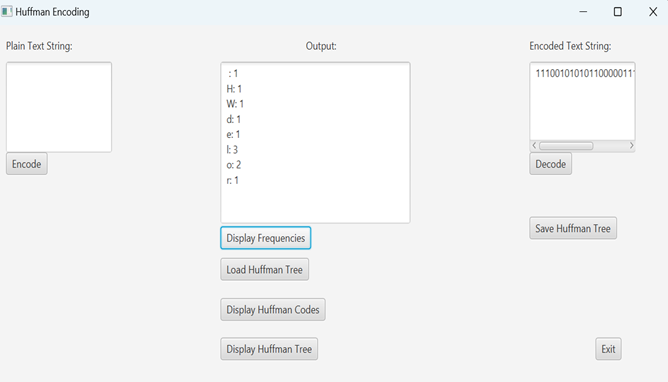 Huffman Encoding
Plain Text String:
Output:
Encoded Text String:
: 1
H: 1
W: 1
d: 1
e: 1
l: 3
o: 2
r: 1
11100101010110000011
Encode
Decode
Display Frequencies
Save Huffman Tree
Load Huffman Tree
Display Huffman Codes
Display Huffman Tree
Exit